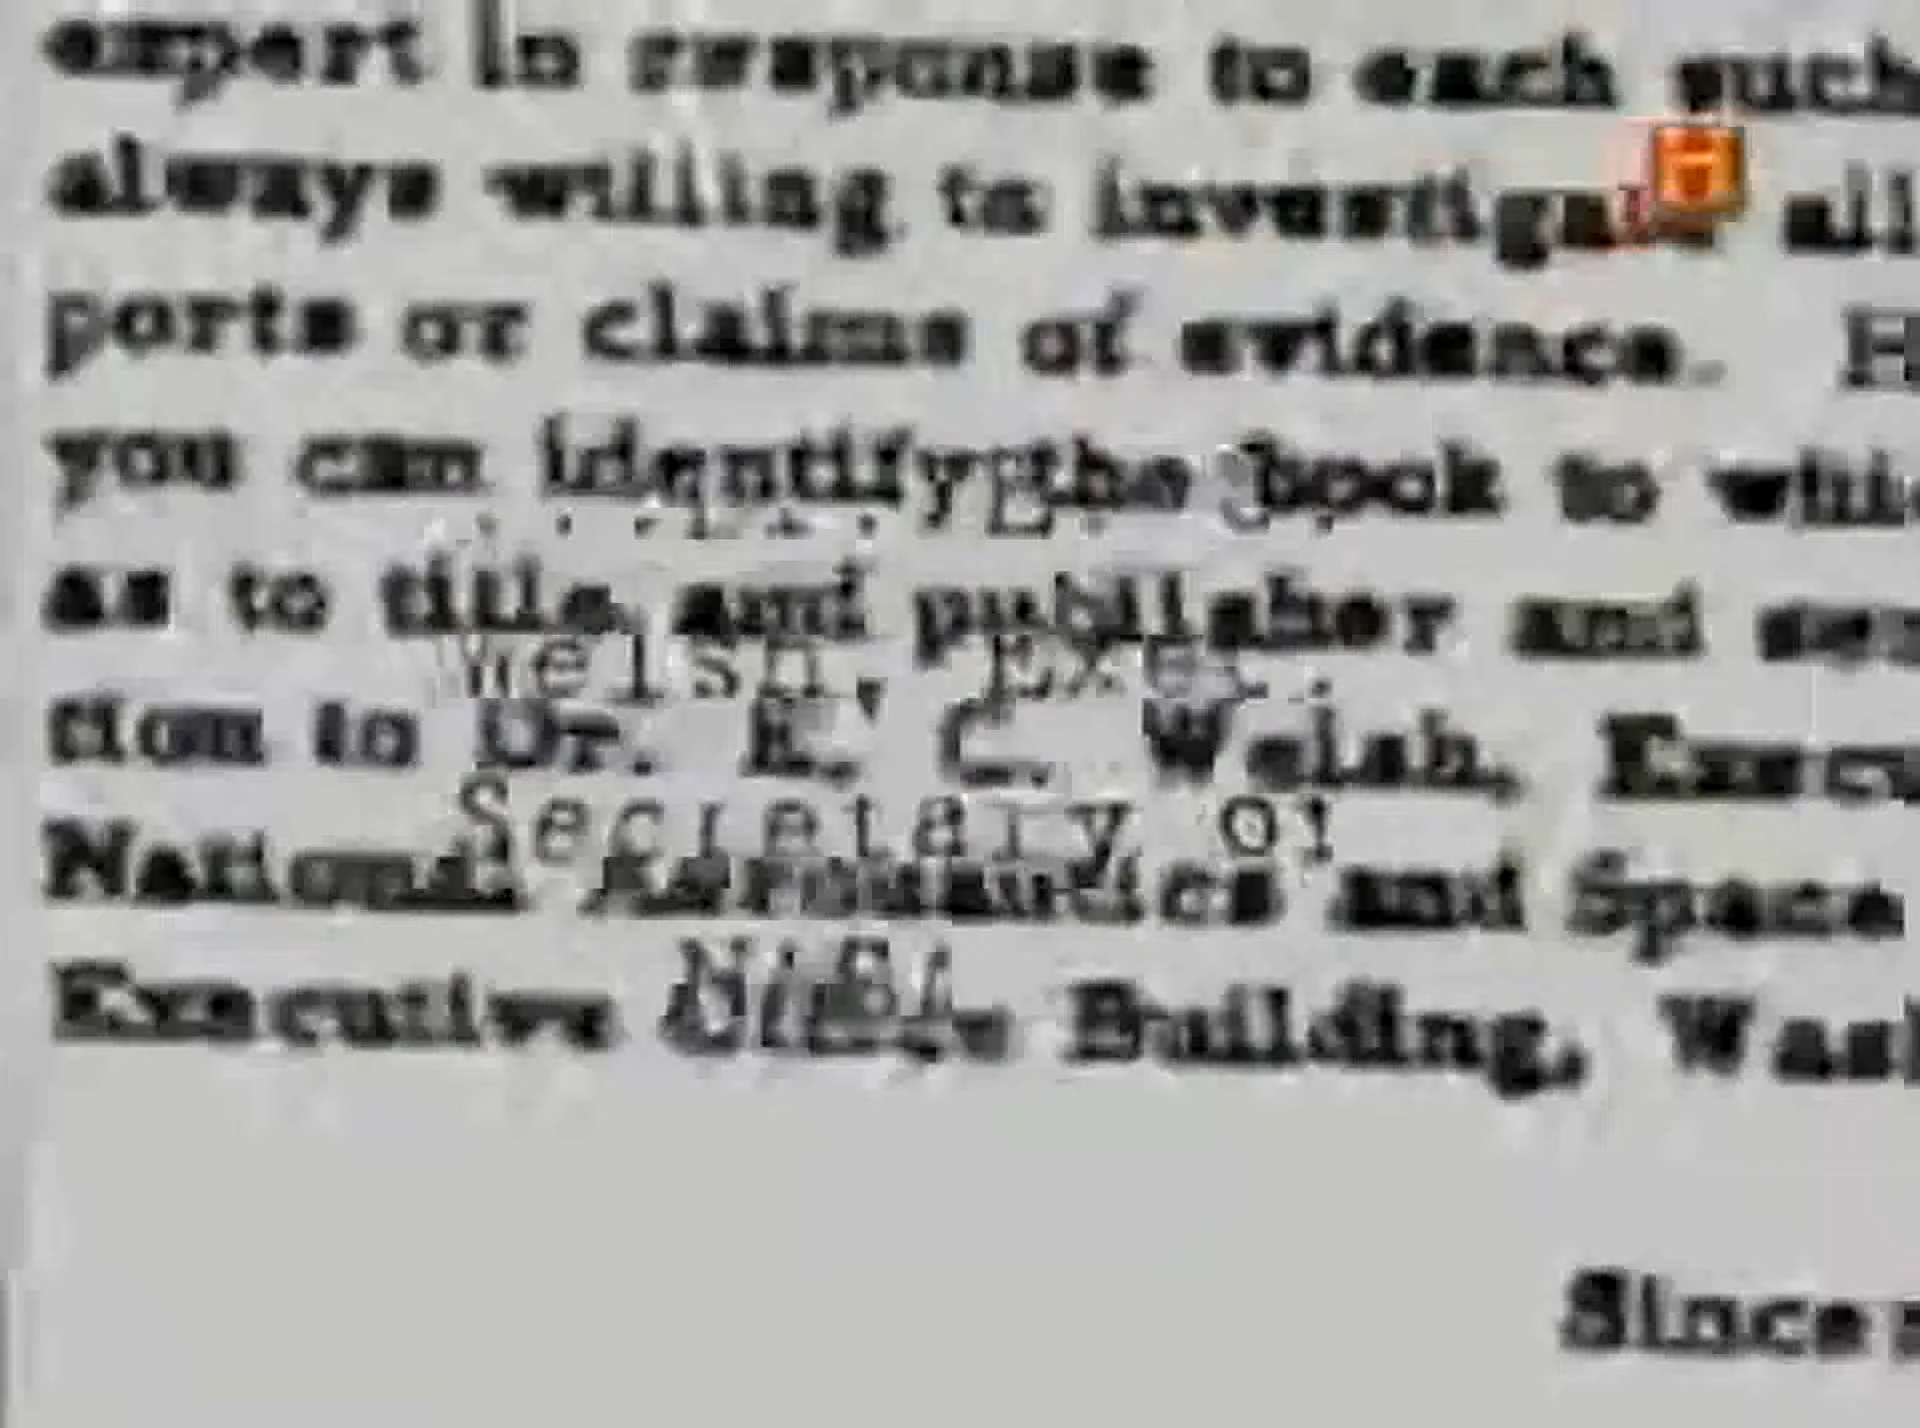 expert in response to each such
always willing to investigate all
ports or claims of evidence. H
you can identify the book to whic
as to title and publisher and sen
tion to Dr. E. C. Welsh, Execu
Welsh, Exec.
National Aeronautics and Space
Secretary of
Executive Office Building, Wash
Since